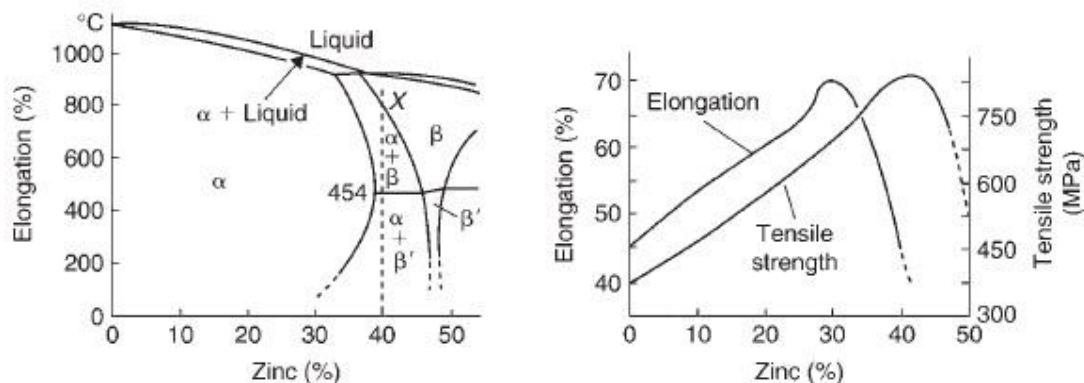 °C
1000
800
600
400
200
0
Elongation (%)
Liquid
α + Liquid
X
α
+
β
β
α
454
β′
α
+
β′
0 10 20 30 40 50
Zinc (%)
70
60
50
40
35
Elongation (%)
Elongation
Tensile
strength
750
600
450
300
Tensile strength
(MPa)
0 10 20 30 40 50
Zinc (%)